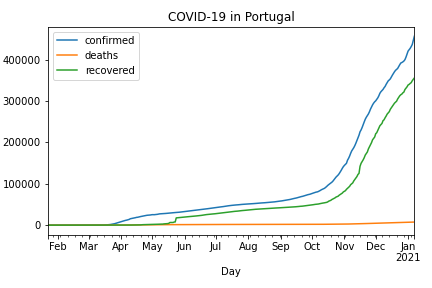 COVID-19 in Portugal
confirmed
deaths
recovered
400000
300000
200000
100000
0
Feb Mar Apr May Jun Jul Aug Sep Oct Nov Dec Jan
2021
Day